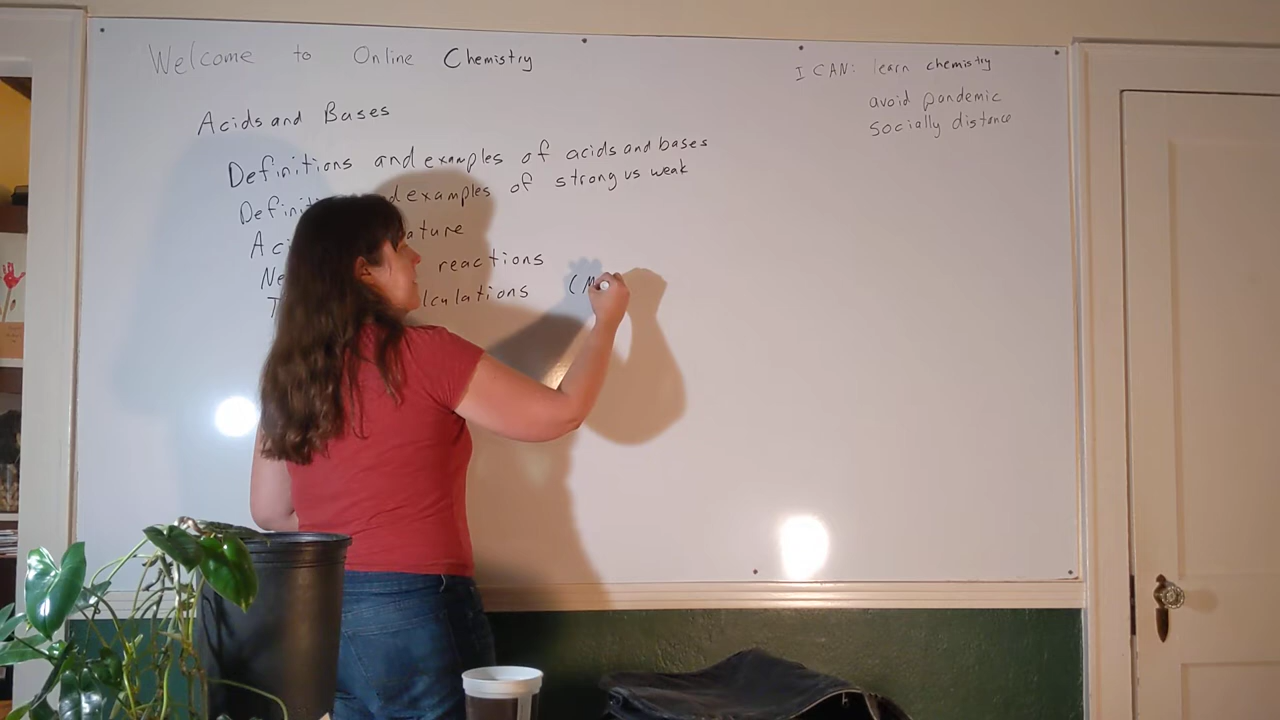 Welcome to Online Chemistry
I CAN: learn chemistry
avoid pandemic
socially distance
Acids and Bases
Definitions and examples of acids and bases
examples of strong vs weak
reactions